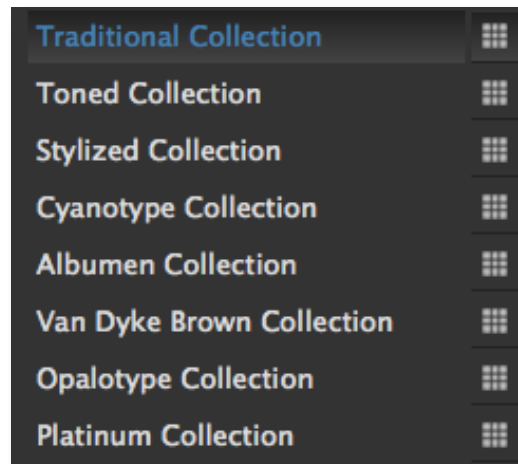 Traditional Collection
Toned Collection
Stylized Collection
Cyanotype Collection
Albumen Collection
Van Dyke Brown Collection
Opalotype Collection
Platinum Collection